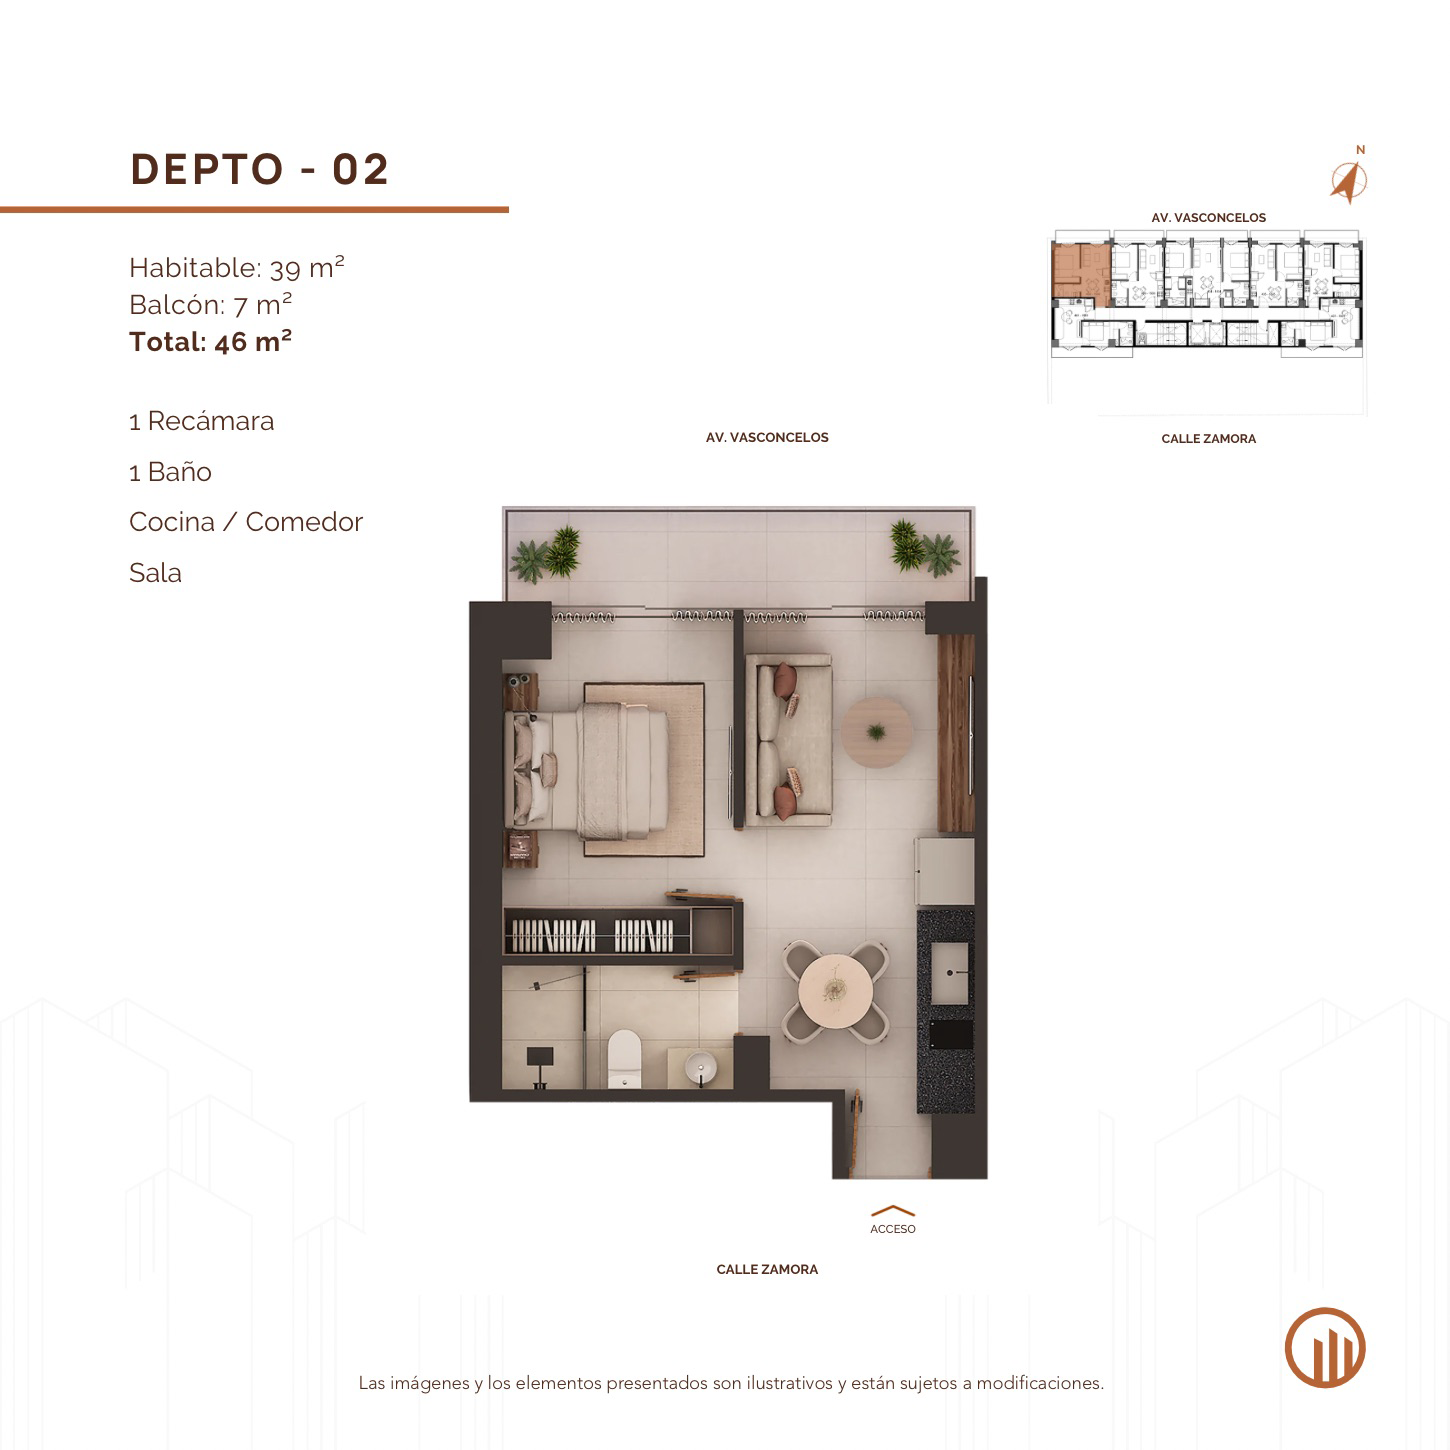 DEPTO - 02
Habitable: 39 m²
Balcón: 7 m²
Total: 46 m²
1 Recámara
1 Baño
Cocina / Comedor
Sala
N
AV. VASCONCELOS
CALLE ZAMORA
AV. VASCONCELOS
ACCESO
CALLE ZAMORA
Las imágenes y los elementos presentados son ilustrativos y están sujetos a modificaciones.